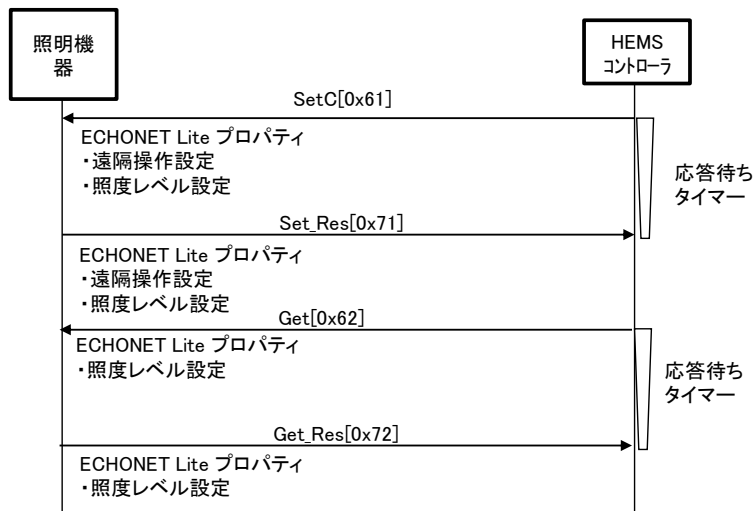 照明機
器
HEMS
コントローラ
SetC[0x61]
ECHONET Lite プロパティ
・遠隔操作設定
・照度レベル設定
応答待ち
タイマー
Set_Res[0x71]
ECHONET Lite プロパティ
・遠隔操作設定
・照度レベル設定
Get[0x62]
ECHONET Lite プロパティ
・照度レベル設定
応答待ち
タイマー
Get_Res[0x72]
ECHONET Lite プロパティ
・照度レベル設定